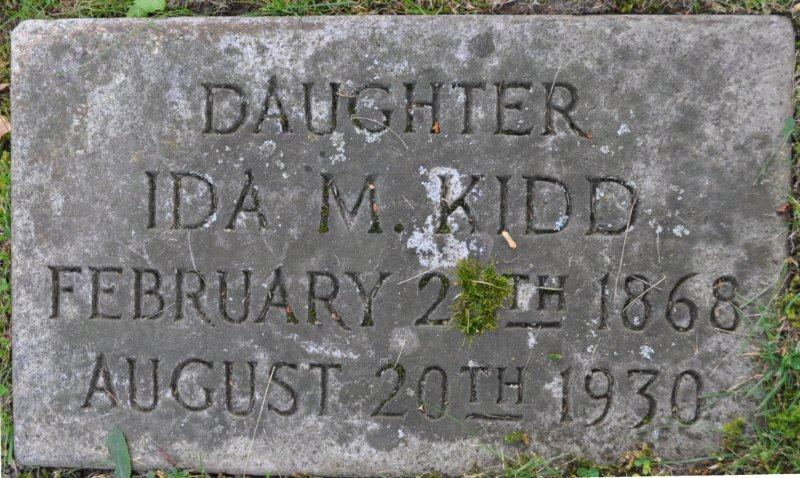 DAUGHTER
IDA M. KIDD
FEBRUARY 1868
AUGUST 20TH 1930